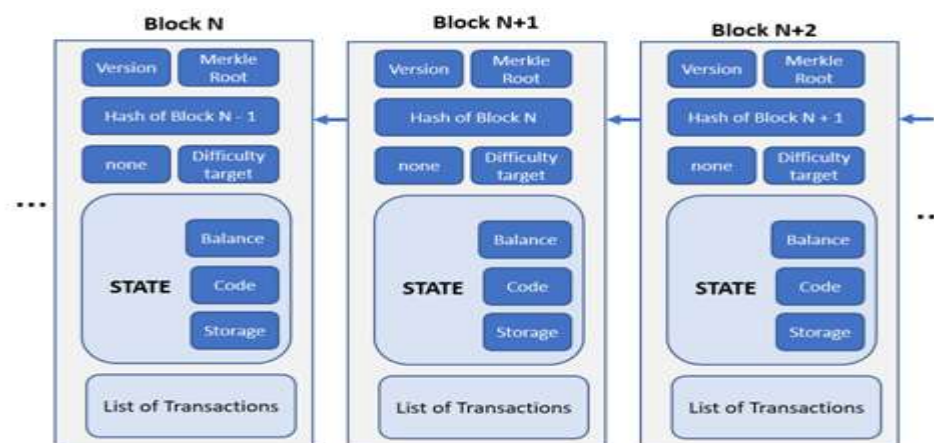 Block N
Version
Merkle
Root
Hash of Block N - 1
none
Difficulty
target
STATE
Balance
Code
Storage
List of Transactions
Block N+1
Version
Merkle
Root
Hash of Block N
none
Difficulty
target
STATE
Balance
Code
Storage
List of Transactions
Block N+2
Version
Merkle
Root
Hash of Block N + 1
none
Difficulty
target
STATE
Balance
Code
Storage
List of Transactions
...
...